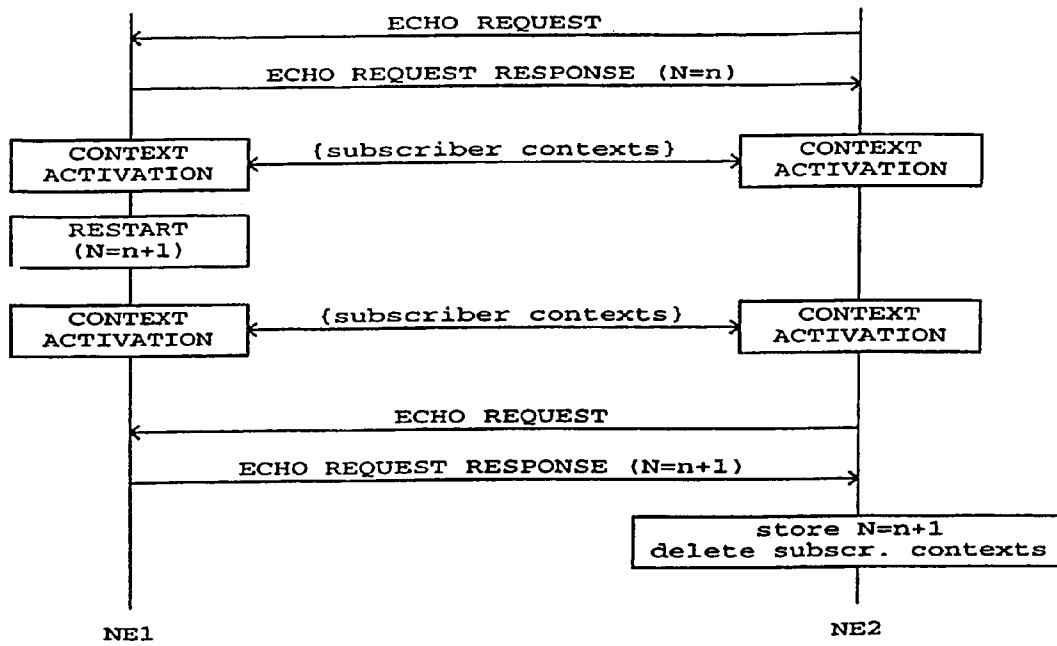 ECHO REQUEST
ECHO REQUEST RESPONSE (N=n)
CONTEXT
ACTIVATION
{subscriber contexts}
CONTEXT
ACTIVATION
RESTART
(N=n+1)
CONTEXT
ACTIVATION
{subscriber contexts}
CONTEXT
ACTIVATION
ECHO REQUEST
ECHO REQUEST RESPONSE (N=n+1)
store N=n+1
delete subscr. contexts
NE1
NE2